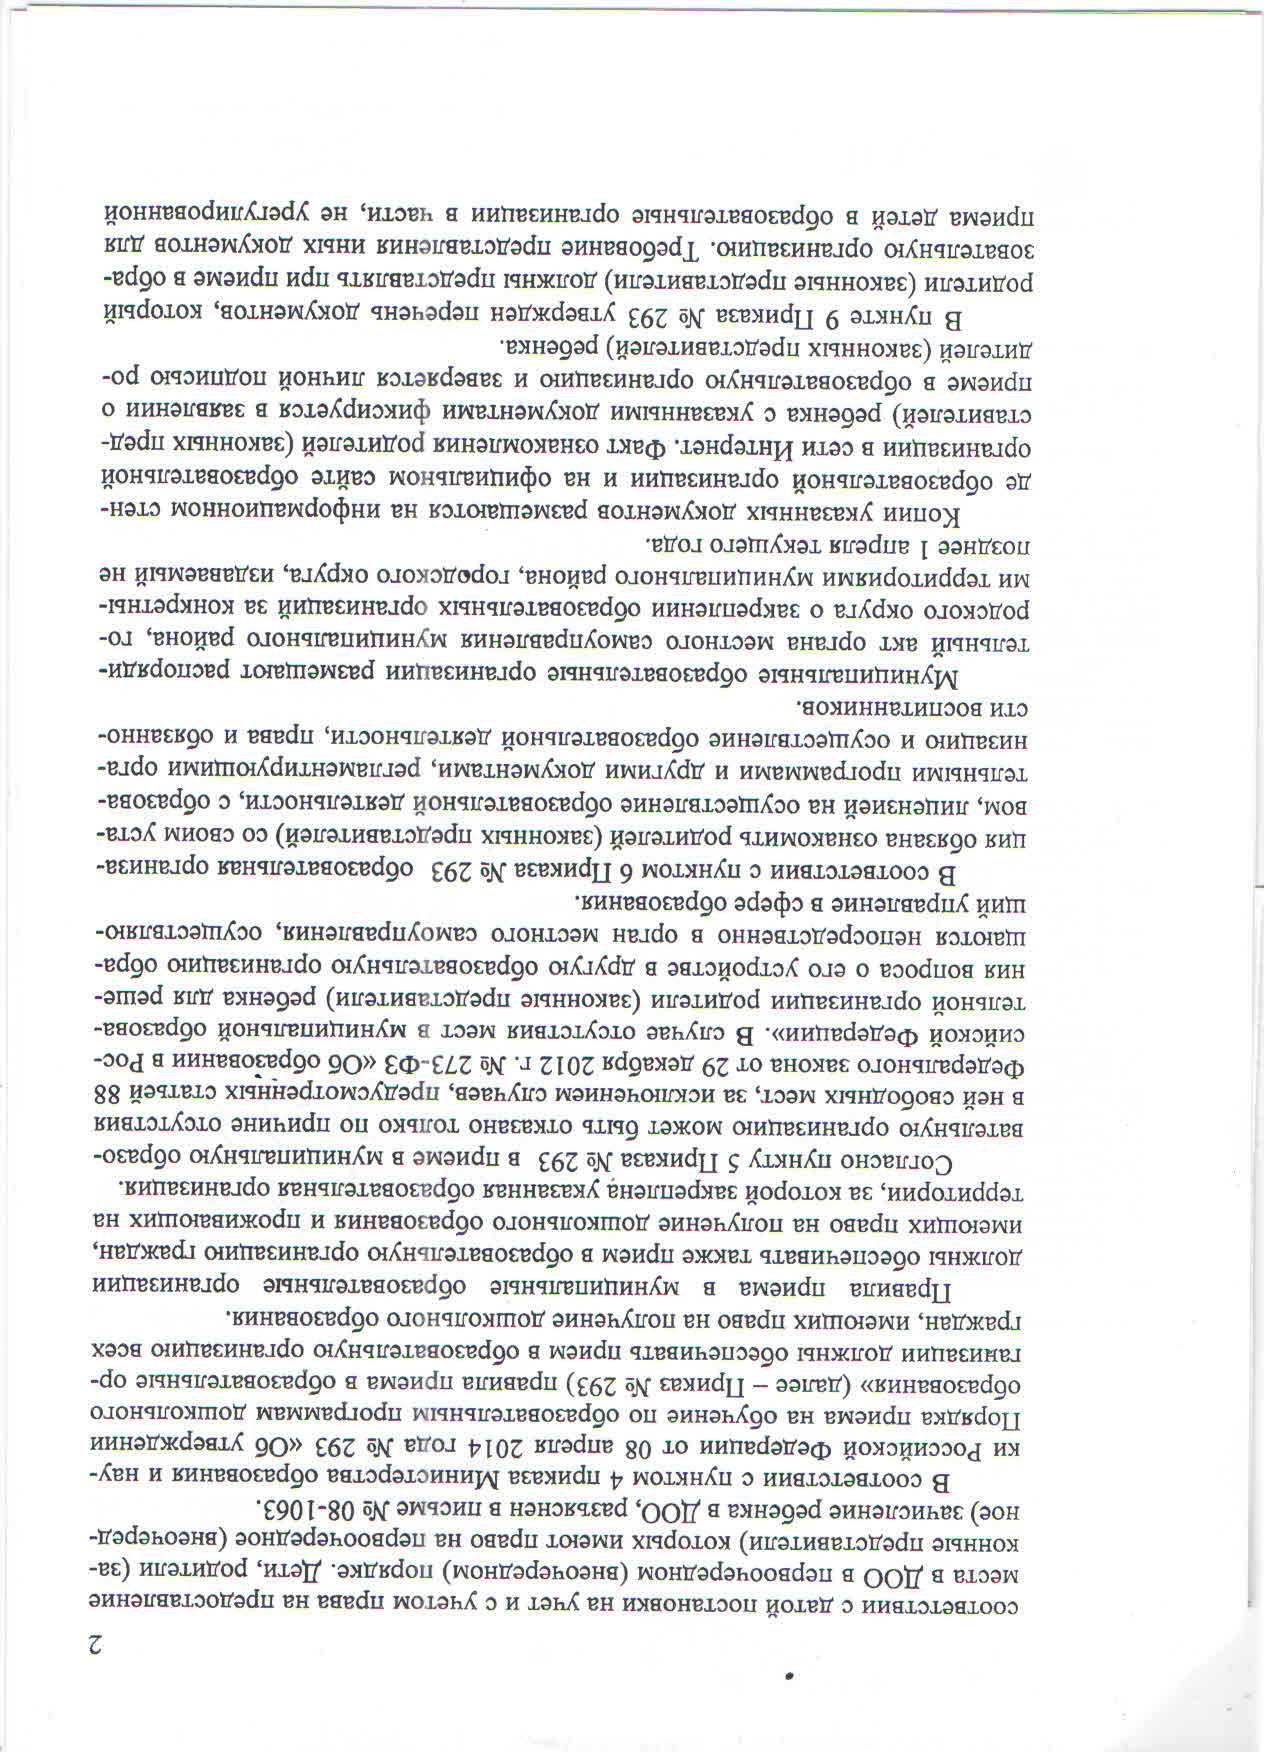 2
соответствии с датой постановки на учет и с учетом права на предоставление
места в ДОО в первоочередном (внеочередном) порядке. Дети, родители (за-
конные представители) которых имеют право на первоочередное (внеочеред-
ное) зачисление ребенка в ДОО, разъяснен в письме № 08-1063.
В соответствии с пунктом 4 приказа Министерства образования и нау-
ки Российской Федерации от 08 апреля 2014 года № 293 «Об утверждении
Порядка приема на обучение по образовательным программам дошкольного
образования» (далее – Приказ № 293) правила приема в образовательные ор-
ганизации должны обеспечивать прием в образовательную организацию всех
граждан, имеющих право на получение дошкольного образования.
Правила приема в муниципальные образовательные организации
должны обеспечивать также прием в образовательную организацию граждан,
имеющих право на получение дошкольного образования и проживающих на
территории, за которой закреплена указанная образовательная организация.
Согласно пункту 5 Приказа № 293 в приеме в муниципальную образо-
вательную организацию может быть отказано только по причине отсутствия
в ней свободных мест, за исключением случаев, предусмотренных статьей 88
Федерального закона от 29 декабря 2012 г. № 273-ФЗ «Об образовании в Рос-
сийской Федерации». В случае отсутствия мест в муниципальной образова-
тельной организации родители (законные представители) ребенка для реше-
ния вопроса о его устройстве в другую образовательную организацию обра-
щаются непосредственно в орган местного самоуправления, осуществляю-
щий управление в сфере образования.
В соответствии с пунктом 6 Приказа № 293 образовательная организа-
ция обязана ознакомить родителей (законных представителей) со своим уста-
вом, лицензией на осуществление образовательной деятельности, с образова-
тельными программами и другими документами, регламентирующими орга-
низацию и осуществление образовательной деятельности, права и обязанно-
сти воспитанников.
Муниципальные образовательные организации размещают распоряди-
тельный акт органа местного самоуправления муниципального района, го-
родского округа о закреплении образовательных организаций за конкретны-
ми территориями муниципального района, городского округа, издаваемый не
позднее 1 апреля текущего года.
Копии указанных документов размещаются на информационном стен-
де образовательной организации и на официальном сайте образовательной
организации в сети Интернет. Факт ознакомления родителей (законных пред-
ставителей) ребенка с указанными документами фиксируется в заявлении о
приеме в образовательную организацию и заверяется личной подписью ро-
дителей (законных представителей) ребенка.
В пункте 9 Приказа № 293 утвержден перечень документов, который
родители (законные представители) должны представлять при приеме в обра-
зовательную организацию. Требование представления иных документов для
приема детей в образовательные организации в части, не урегулированной